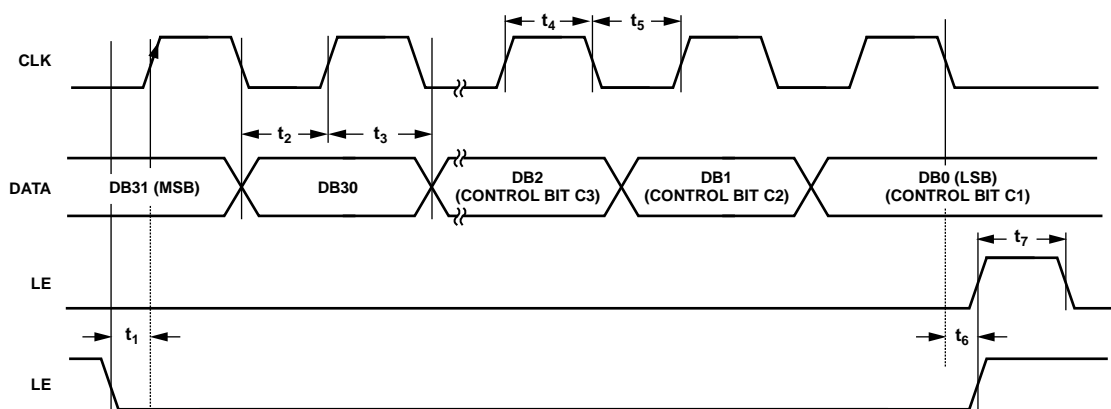 t4
t5
CLK
t2
t3
DATA
DB31 (MSB)
DB30
DB2
(CONTROL BIT C3)
DB1
(CONTROL BIT C2)
DB0 (LSB)
(CONTROL BIT C1)
t7
LE
t1
t6
LE